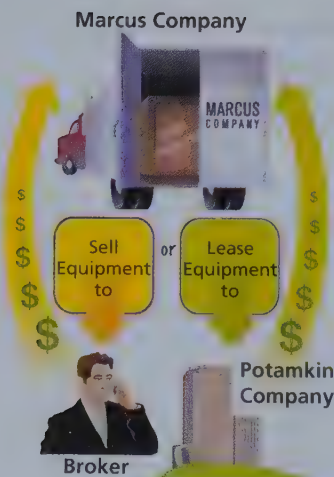 Marcus Company
MARCUS
COMPANY
$
$
$
$
$
Sell
Equipment
to
or
Lease
Equipment
to
$
$
$
$
$
Potamkin
Company
Broker